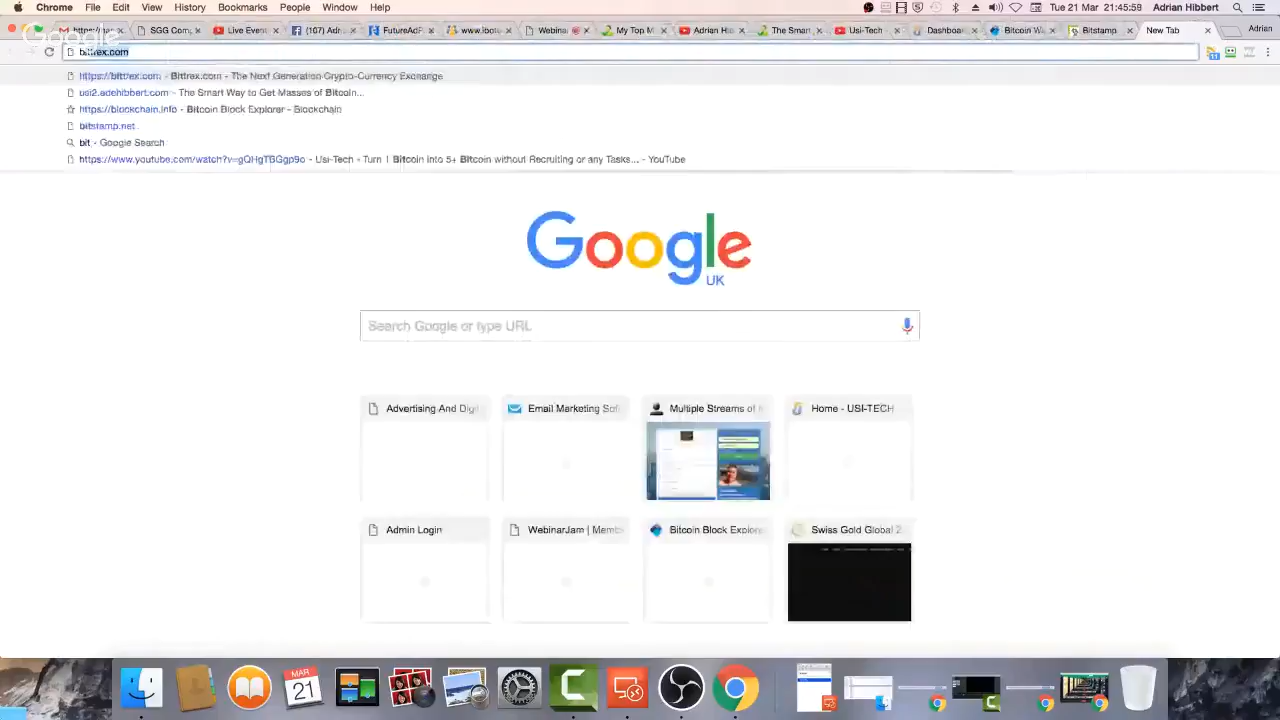 Chrome File Edit View History Bookmarks People Window Help Tue 21 Mar 21:45:59 Adrian Hibbert
SGG Comp Live Event (107) Adr FutureAdP www.ibotu Webinar My Top M Adrian Hi The Smart Usi-Tech Dashboar Bitcoin W Bitstamp New Tab Adrian
bittrex.com
https://bittrex.com - Bittrex.com - The Next Generation Crypto-Currency Exchange
usi2.adehibbert.com - The Smart Way to Get Masses of Bitcoin...
https://blockchain.info - Bitcoin Block Explorer - Blockchain
bitstamp.net
bit - Google Search
https://www.youtube.com/watch?v=gQHgTBGgp9o - Usi-Tech - Turn 1 Bitcoin into 5+ Bitcoin without Recruiting or any Tasks... - YouTube
Google
UK
Search Google or type URL
Advertising And Digi Email Marketing Sof Multiple Streams of Home - USI-TECH
Admin Login WebinarJam | Memb Bitcoin Block Explore Swiss Gold Global 2
MAR
21